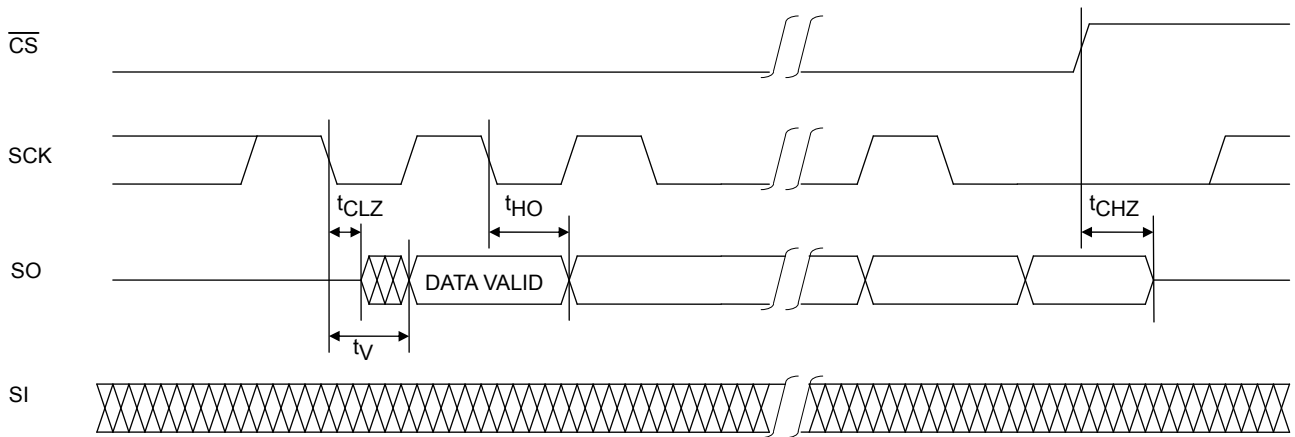 CS
SCK
tCLZ
tHO
tCHZ
SO
DATA VALID
tV
SI